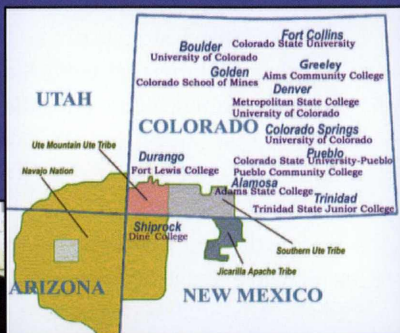 Fort Collins
Colorado State University
Boulder
University of Colorado
Greeley
Aims Community College
Golden
Colorado School of Mines
Denver
Metropolitan State College
University of Colorado
UTAH
COLORADO
Colorado Springs
University of Colorado
Ute Mountain Ute Tribe
Pueblo
Colorado State University-Pueblo
Pueblo Community College
Durango
Fort Lewis College
Navajo Nation
Alamosa
Adams State College
Trinidad
Trinidad State Junior College
Shiprock
Dine' College
Southern Ute Tribe
Jicarilla Apache Tribe
ARIZONA
NEW MEXICO